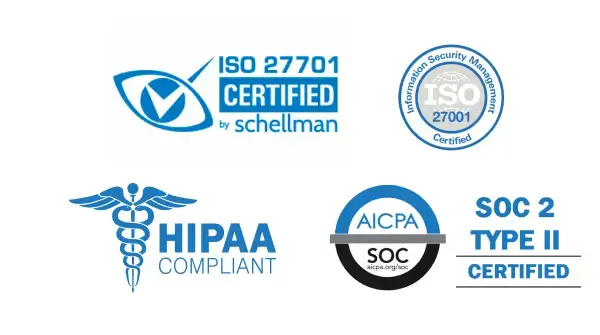 ISO 27701
CERTIFIED
by schellman
Information Security Management
ISO
27001
Certified
HIPAA
COMPLIANT
AICPA
SOC
aicpa.org/soc
SOC 2
TYPE II
CERTIFIED